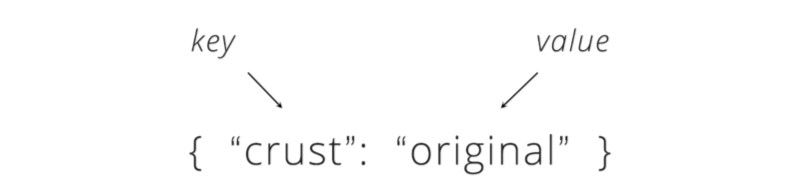 key value
{ “crust”: “original” }